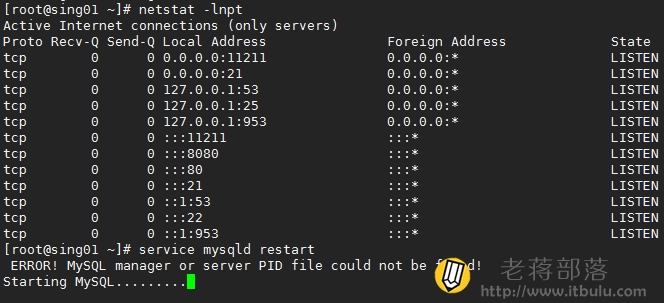 [root@sing01 ~]# netstat -lnpt
Active Internet connections (only servers)
Proto Recv-Q Send-Q Local Address Foreign Address State
tcp 0 0 0.0.0.0:11211 0.0.0.0:* LISTEN
tcp 0 0 0.0.0.0:21 0.0.0.0:* LISTEN
tcp 0 0 127.0.0.1:53 0.0.0.0:* LISTEN
tcp 0 0 127.0.0.1:25 0.0.0.0:* LISTEN
tcp 0 0 127.0.0.1:953 0.0.0.0:* LISTEN
tcp 0 0 :::11211 :::* LISTEN
tcp 0 0 :::8080 :::* LISTEN
tcp 0 0 :::80 :::* LISTEN
tcp 0 0 :::21 :::* LISTEN
tcp 0 0 ::1:53 :::* LISTEN
tcp 0 0 :::22 :::* LISTEN
tcp 0 0 ::1:953 :::* LISTEN
[root@sing01 ~]# service mysqld restart
ERROR! MySQL manager or server PID file could not be
Starting MySQL.........
老蒋部落
http://www.itbulu.com